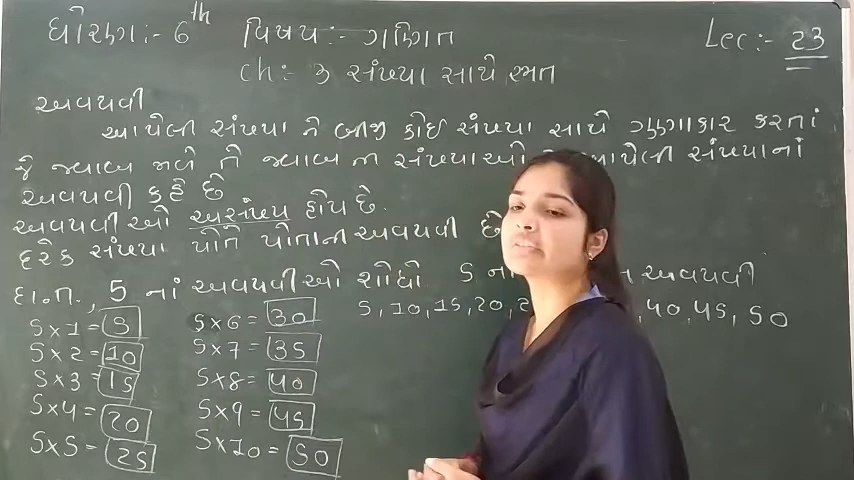 ધોરણ:- 6th વિષય:- ગણિત Lec:- 23
ch:- 3 સંખ્યા સાથે રમત
અવયવી
આપેલી સંખ્યા ને બીજી કોઈ સંખ્યા સાથે ગુણાકાર કરતાં
જે જવાબ મળે તે જવાબ ના સંખ્યાઓ આપેલી સંખ્યાનાં
અવયવી કહે છે
અવયવીઓ અસંખ્ય હોય છે.
દરેક સંખ્યા પોતે પોતાની અવયવી છે
દા.ત., 5 નાં અવયવીઓ શોધો 5 ના અવયવી
5, 10, 15, 20, 40, 45, 50
5×1 = 5 5×6 = 30
5×2 = 10 5×7 = 35
5×3 = 15 5×8 = 40
5×4 = 20 5×9 = 45
5×5 = 25 5×10 = 50